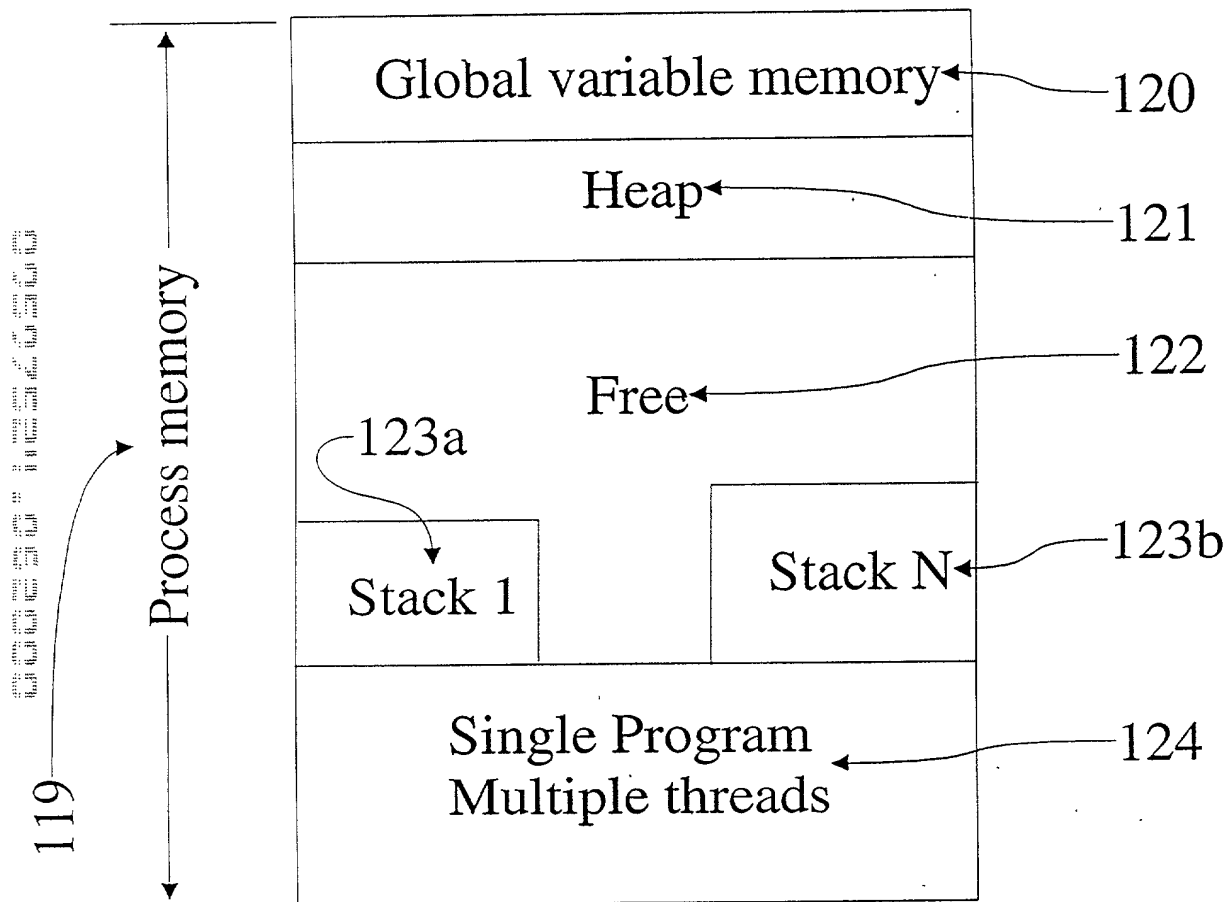 Global variable memory
120
Heap
121
Free
122
123a
Process memory
119
Stack 1
Stack N
123b
Single Program
Multiple threads
124